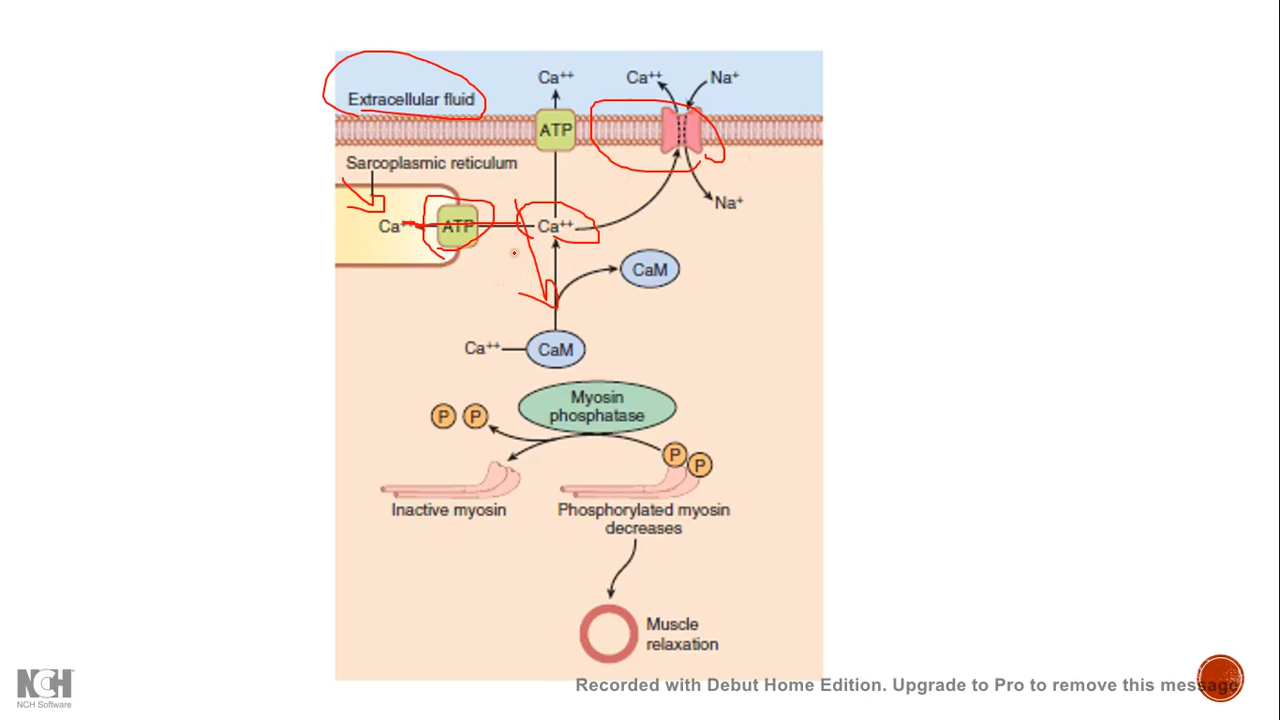 Ca⁺⁺
Ca⁺⁺
Na⁺
Extracellular fluid
ATP
Sarcoplasmic reticulum
Na⁺
Ca⁺⁺
ATP
Ca⁺⁺
CaM
Ca⁺⁺
CaM
Myosin
phosphatase
P
P
P
P
Inactive myosin
Phosphorylated myosin
decreases
Muscle
relaxation
NCH
NCH Software
Recorded with Debut Home Edition. Upgrade to Pro to remove this message